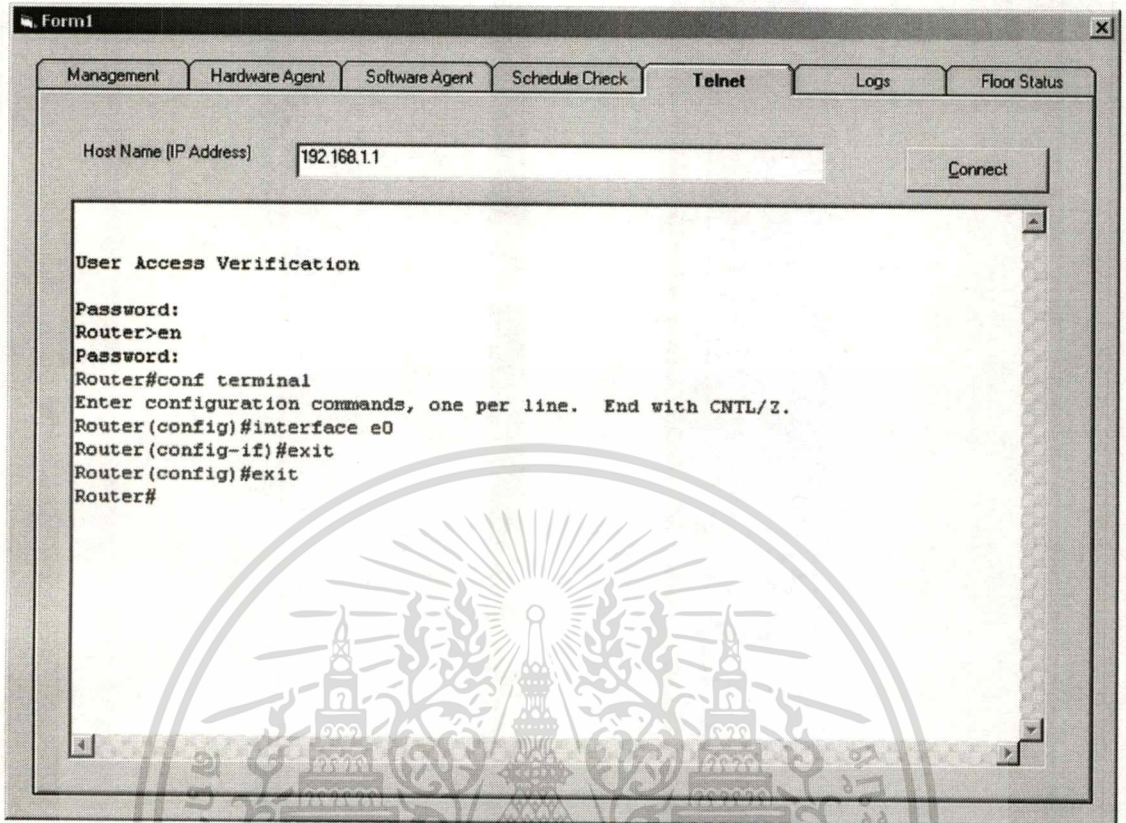 Form1
Management Hardware Agent Software Agent Schedule Check Telnet Logs Floor Status
Host Name (IP Address) 192.168.1.1 Connect
User Access Verification
Password:
Router>en
Password:
Router#conf terminal
Enter configuration commands, one per line.  End with CNTL/Z.
Router(config)#interface e0
Router(config-if)#exit
Router(config)#exit
Router#